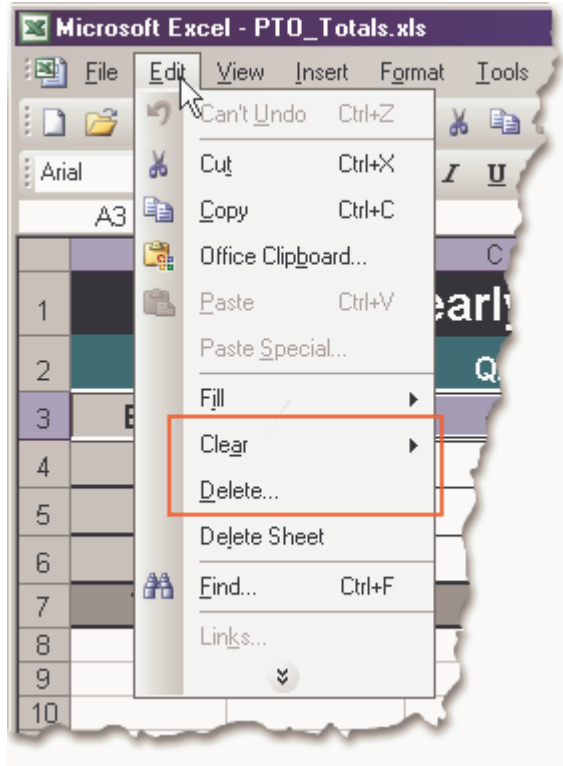 Microsoft Excel - PTO_Totals.xls
File Edit View Insert Format Tools
Arial I U
A3
C
Can't Undo Ctrl+Z
Cut Ctrl+X
Copy Ctrl+C
Office Clipboard...
Paste Ctrl+V
Paste Special...
Fill
Clear
Delete...
Delete Sheet
Find... Ctrl+F
Links...
1
2
3
4
5
6
7
8
9
10